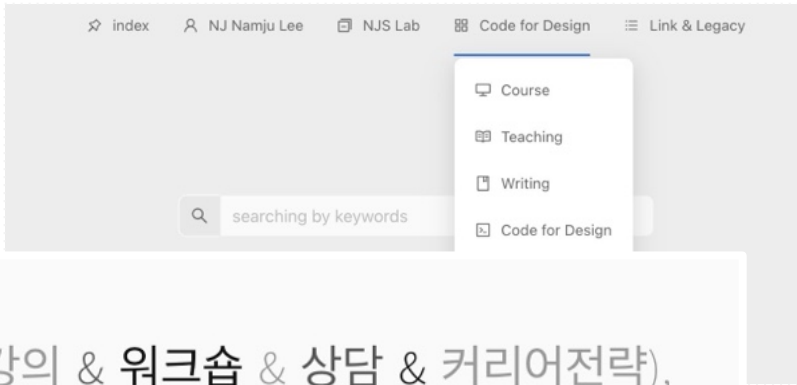 index NJ Namju Lee NJS Lab Code for Design Link & Legacy
Course
Teaching
Writing
searching by keywords
Code for Design
강의 & 워크숍 & 상담 & 커리어전략),